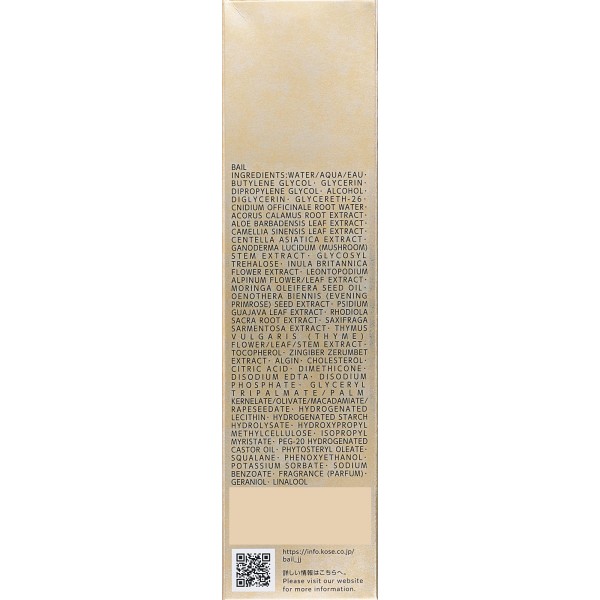 BAIL
INGREDIENTS:WATER/AQUA/EAU·
BUTYLENE GLYCOL· GLYCERIN·
DIPROPYLENE GLYCOL· ALCOHOL·
DIGLYCERIN· GLYCERETH-26·
CNIDIUM OFFICINALE ROOT WATER·
ACORUS CALAMUS ROOT EXTRACT·
ALOE BARBADENSIS LEAF EXTRACT·
CAMELLIA SINENSIS LEAF EXTRACT·
CENTELLA ASIATICA EXTRACT·
GANODERMA LUCIDUM (MUSHROOM)
STEM EXTRACT· GLYCOSYL
TREHALOSE· INULA BRITANNICA
FLOWER EXTRACT· LEONTOPODIUM
ALPINUM FLOWER/LEAF EXTRACT·
MORINGA OLEIFERA SEED OIL·
OENOTHERA BIENNIS (EVENING
PRIMROSE) SEED EXTRACT· PSIDIUM
GUAJAVA LEAF EXTRACT· RHODIOLA
SACRA ROOT EXTRACT· SAXIFRAGA
SARMENTOSA EXTRACT· THYMUS
VULGARIS (THYME)
FLOWER/LEAF/STEM EXTRACT·
TOCOPHEROL· ZINGIBER ZERUMBET
EXTRACT· ALGIN· CHOLESTEROL·
CITRIC ACID· DIMETHICONE·
DISODIUM EDTA· DISODIUM
PHOSPHATE· GLYCERYL
TRIPALMATE/PALM
KERNELATE/OLIVATE/MACADAMIATE/
RAPESEEDATE· HYDROGENATED
LECITHIN· HYDROGENATED STARCH
HYDROLYSATE· HYDROXYPROPYL
METHYLCELLULOSE· ISOPROPYL
MYRISTATE· PEG-20 HYDROGENATED
CASTOR OIL· PHYTOSTERYL OLEATE·
SQUALANE· PHENOXYETHANOL·
POTASSIUM SORBATE· SODIUM
BENZOATE· FRAGRANCE (PARFUM)·
GERANIOL· LINALOOL
https://info.kose.co.jp/
bail_jj
詳しい情報はこちらへ。
Please visit our website
for more information.